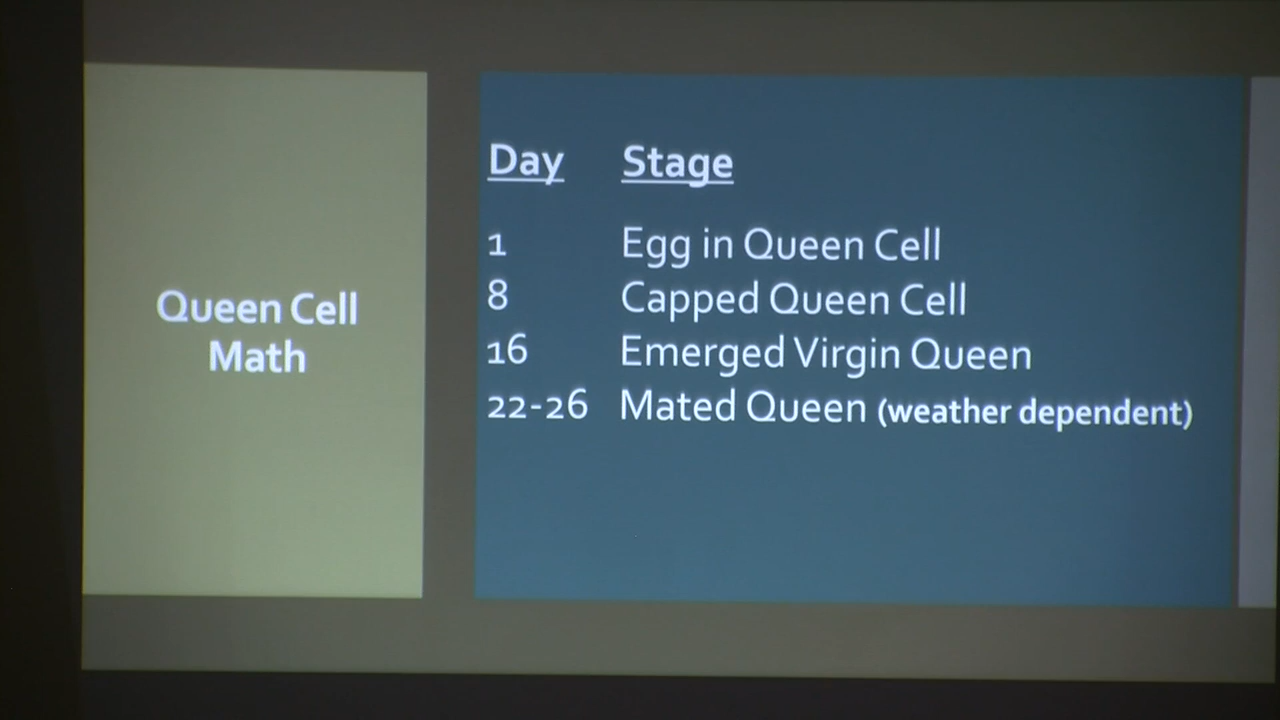 Queen Cell
Math
Day Stage
1 Egg in Queen Cell
8 Capped Queen Cell
16 Emerged Virgin Queen
22-26 Mated Queen (weather dependent)